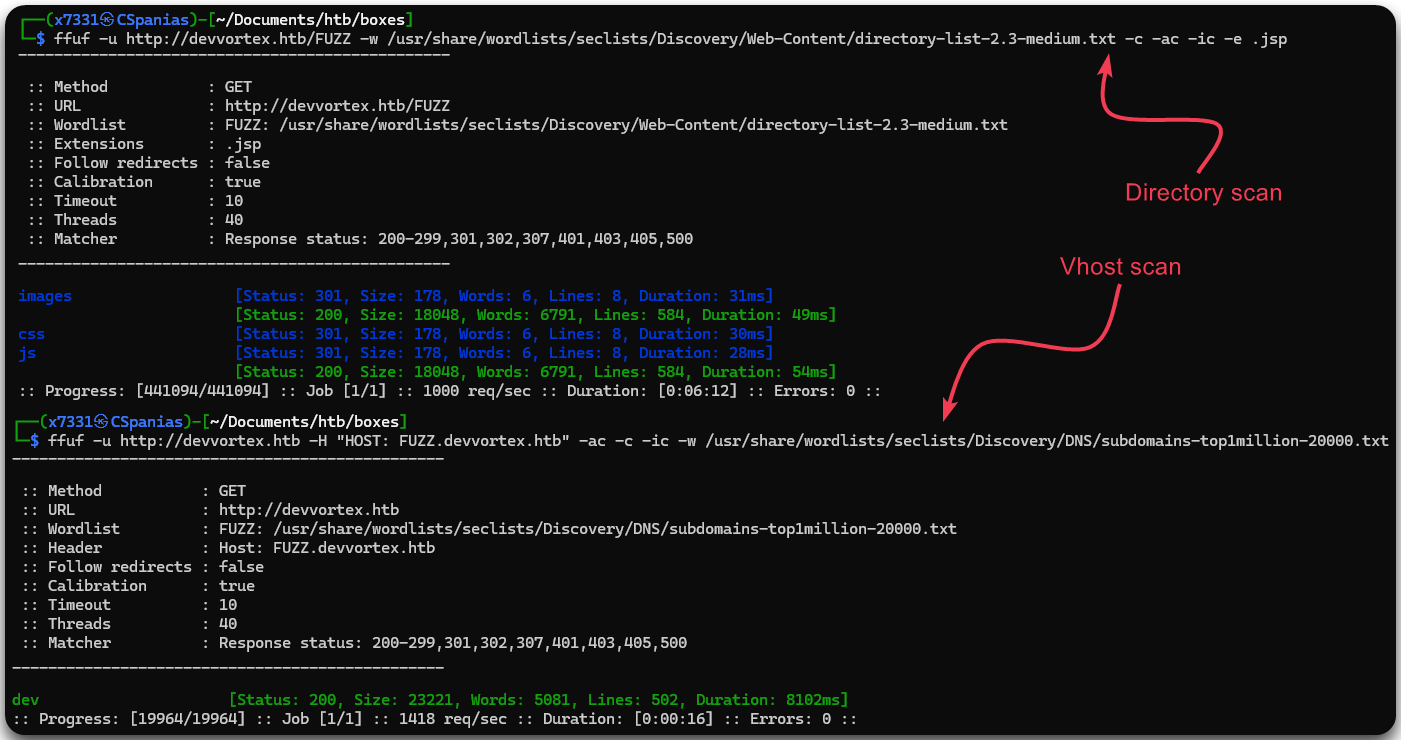 ┌──(x7331㉿CSpanias)-[~/Documents/htb/boxes]
└─$ ffuf -u http://devvortex.htb/FUZZ -w /usr/share/wordlists/seclists/Discovery/Web-Content/directory-list-2.3-medium.txt -c -ac -ic -e .jsp
________________________________________________
:: Method           : GET
:: URL              : http://devvortex.htb/FUZZ
:: Wordlist         : FUZZ: /usr/share/wordlists/seclists/Discovery/Web-Content/directory-list-2.3-medium.txt
:: Extensions       : .jsp
:: Follow redirects : false
:: Calibration      : true
:: Timeout          : 10
:: Threads          : 40
:: Matcher          : Response status: 200-299,301,302,307,401,403,405,500
________________________________________________
Directory scan
Vhost scan
images                  [Status: 301, Size: 178, Words: 6, Lines: 8, Duration: 31ms]
                        [Status: 200, Size: 18048, Words: 6791, Lines: 584, Duration: 49ms]
css                     [Status: 301, Size: 178, Words: 6, Lines: 8, Duration: 30ms]
js                      [Status: 301, Size: 178, Words: 6, Lines: 8, Duration: 28ms]
                        [Status: 200, Size: 18048, Words: 6791, Lines: 584, Duration: 54ms]
:: Progress: [441094/441094] :: Job [1/1] :: 1000 req/sec :: Duration: [0:06:12] :: Errors: 0 ::
┌──(x7331㉿CSpanias)-[~/Documents/htb/boxes]
└─$ ffuf -u http://devvortex.htb -H "HOST: FUZZ.devvortex.htb" -ac -c -ic -w /usr/share/wordlists/seclists/Discovery/DNS/subdomains-top1million-20000.txt
________________________________________________
:: Method           : GET
:: URL              : http://devvortex.htb
:: Wordlist         : FUZZ: /usr/share/wordlists/seclists/Discovery/DNS/subdomains-top1million-20000.txt
:: Header           : Host: FUZZ.devvortex.htb
:: Follow redirects : false
:: Calibration      : true
:: Timeout          : 10
:: Threads          : 40
:: Matcher          : Response status: 200-299,301,302,307,401,403,405,500
________________________________________________
dev                     [Status: 200, Size: 23221, Words: 5081, Lines: 502, Duration: 8102ms]
:: Progress: [19964/19964] :: Job [1/1] :: 1418 req/sec :: Duration: [0:00:16] :: Errors: 0 ::